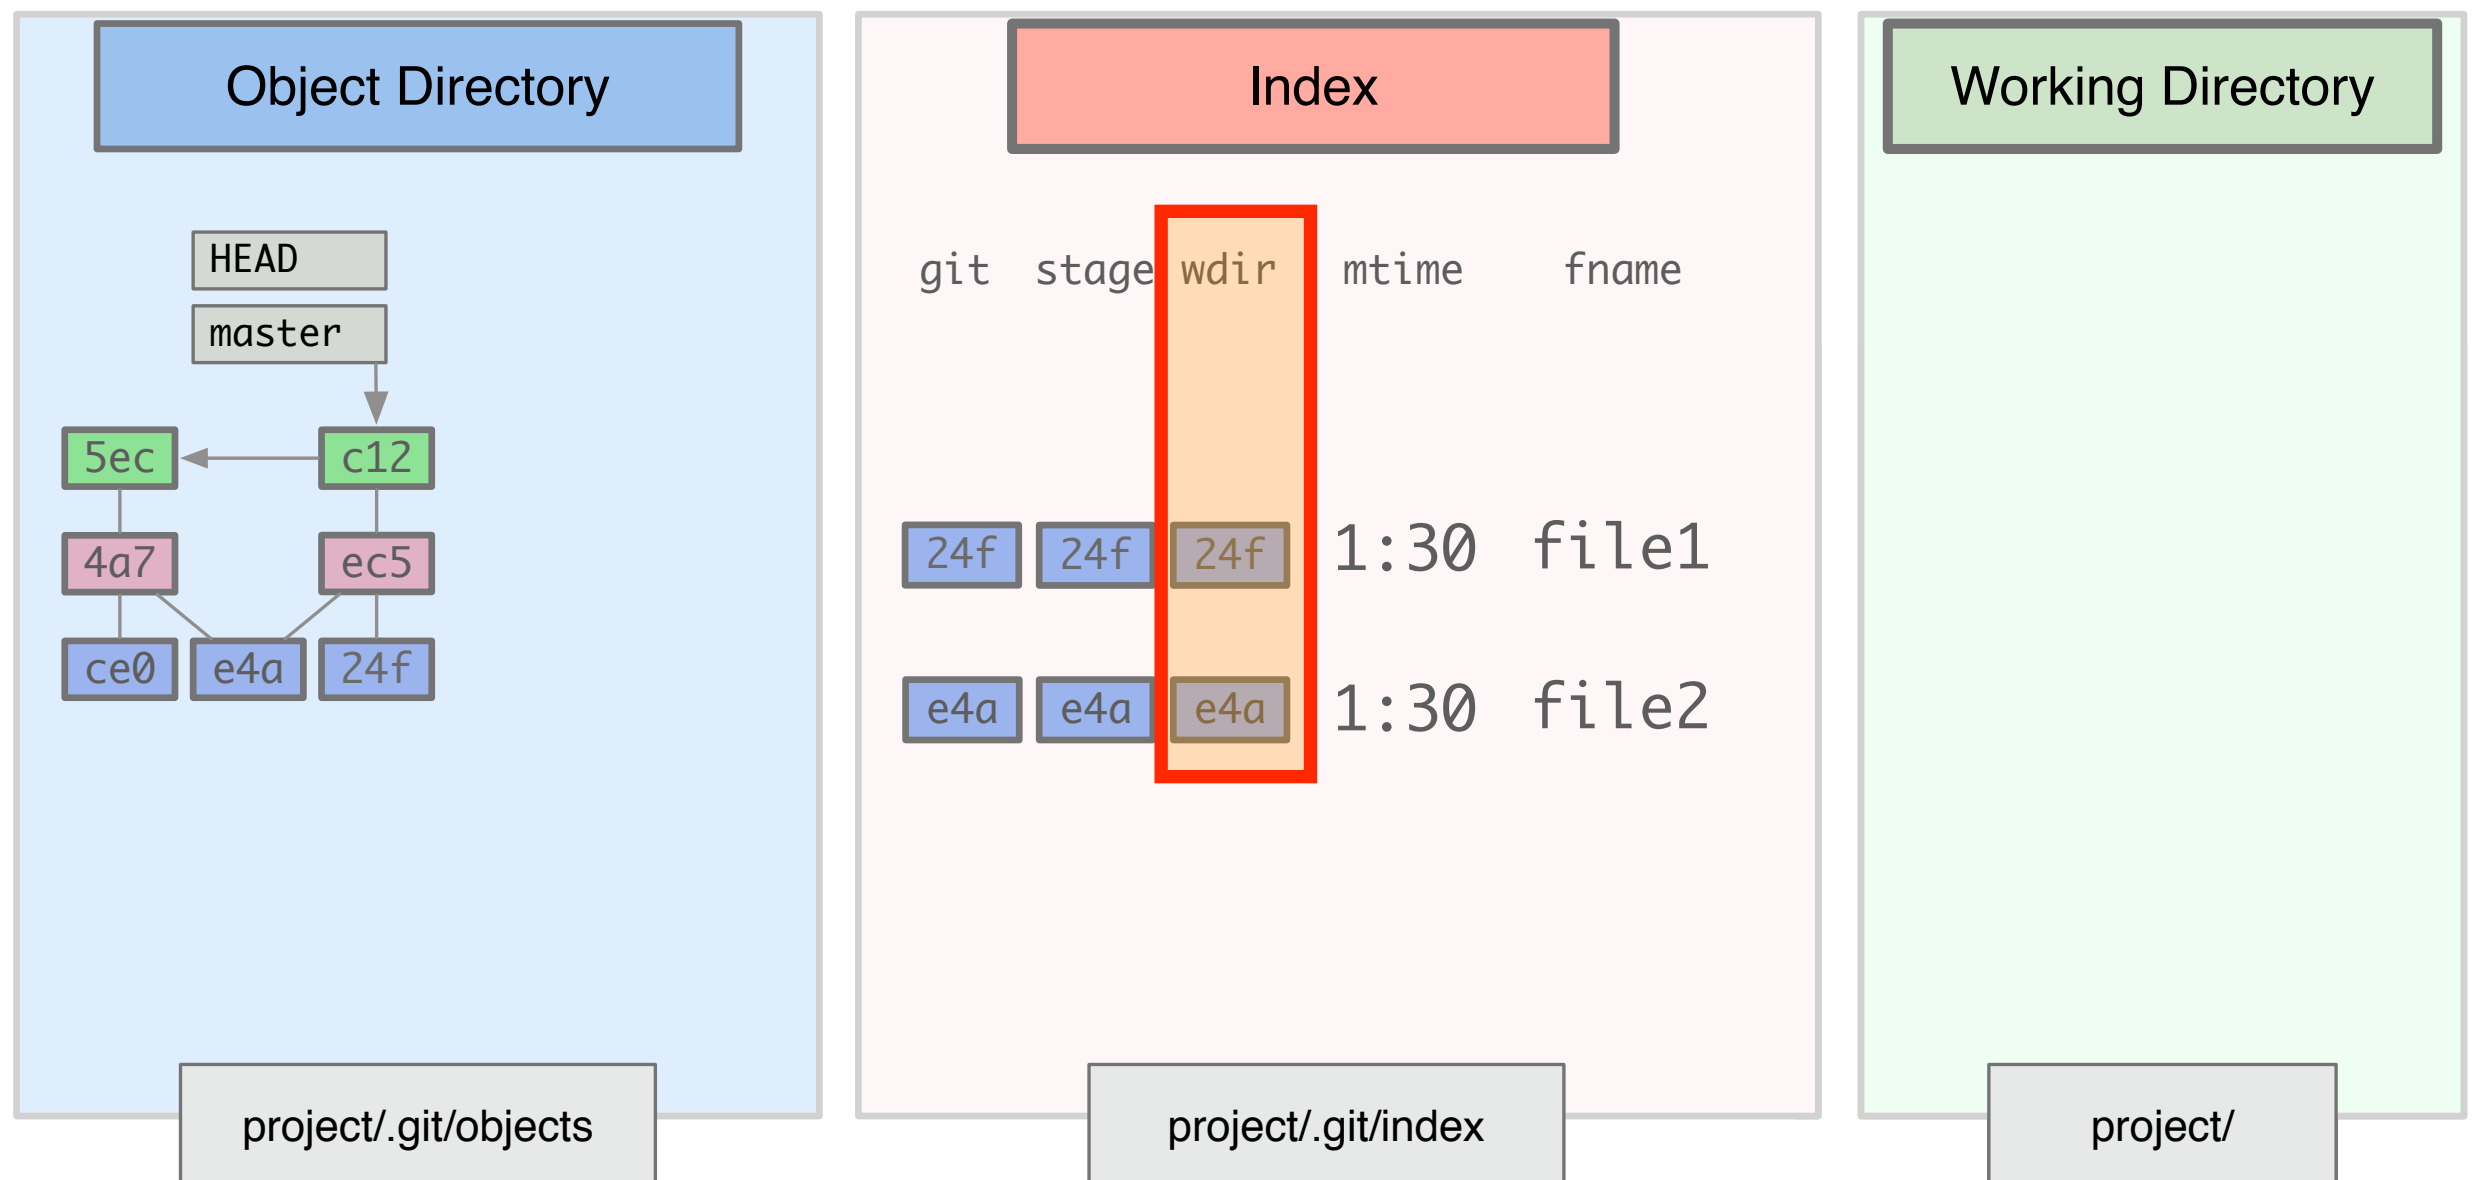 Object Directory
HEAD
master
5ec c12
4a7 ec5
ce0 e4a 24f
project/.git/objects
Index
git stage wdir mtime fname
24f 24f 24f 1:30 file1
e4a e4a e4a 1:30 file2
project/.git/index
Working Directory
project/